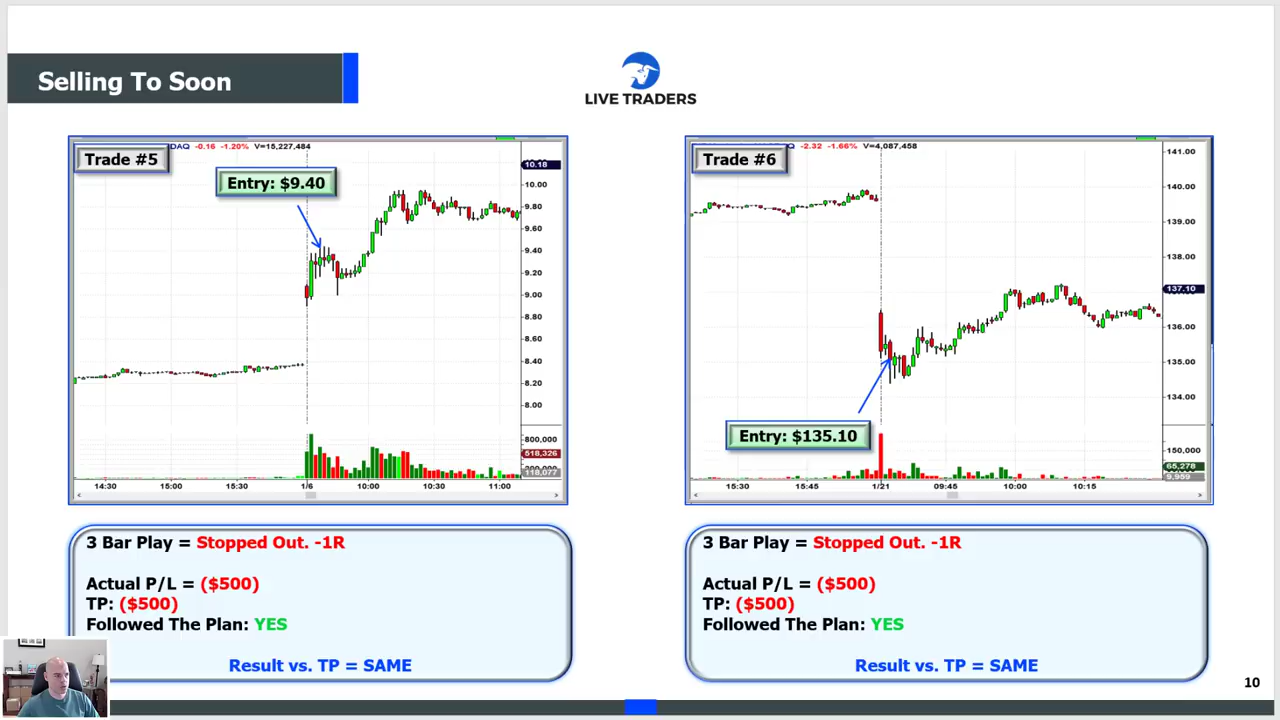 Selling To Soon
LIVE TRADERS
Trade #5
DAQ -0.16 -1.20% V=15,227,484
Entry: $9.40
10.18
10.00
9.80
9.60
9.40
9.20
9.00
8.80
8.60
8.40
8.20
8.00
800,000
518,326
118,077
14:30 15:00 15:30 1/6 10:00 10:30 11:00
Trade #6
-2.32 -1.66% V=4,087,458
141.00
140.00
139.00
138.00
137.10
136.00
135.00
134.00
Entry: $135.10
150,000
65,278
9,959
15:30 15:45 1/21 09:45 10:00 10:15
3 Bar Play = Stopped Out. -1R
Actual P/L = ($500)
TP: ($500)
Followed The Plan: YES
Result vs. TP = SAME
3 Bar Play = Stopped Out. -1R
Actual P/L = ($500)
TP: ($500)
Followed The Plan: YES
Result vs. TP = SAME
10